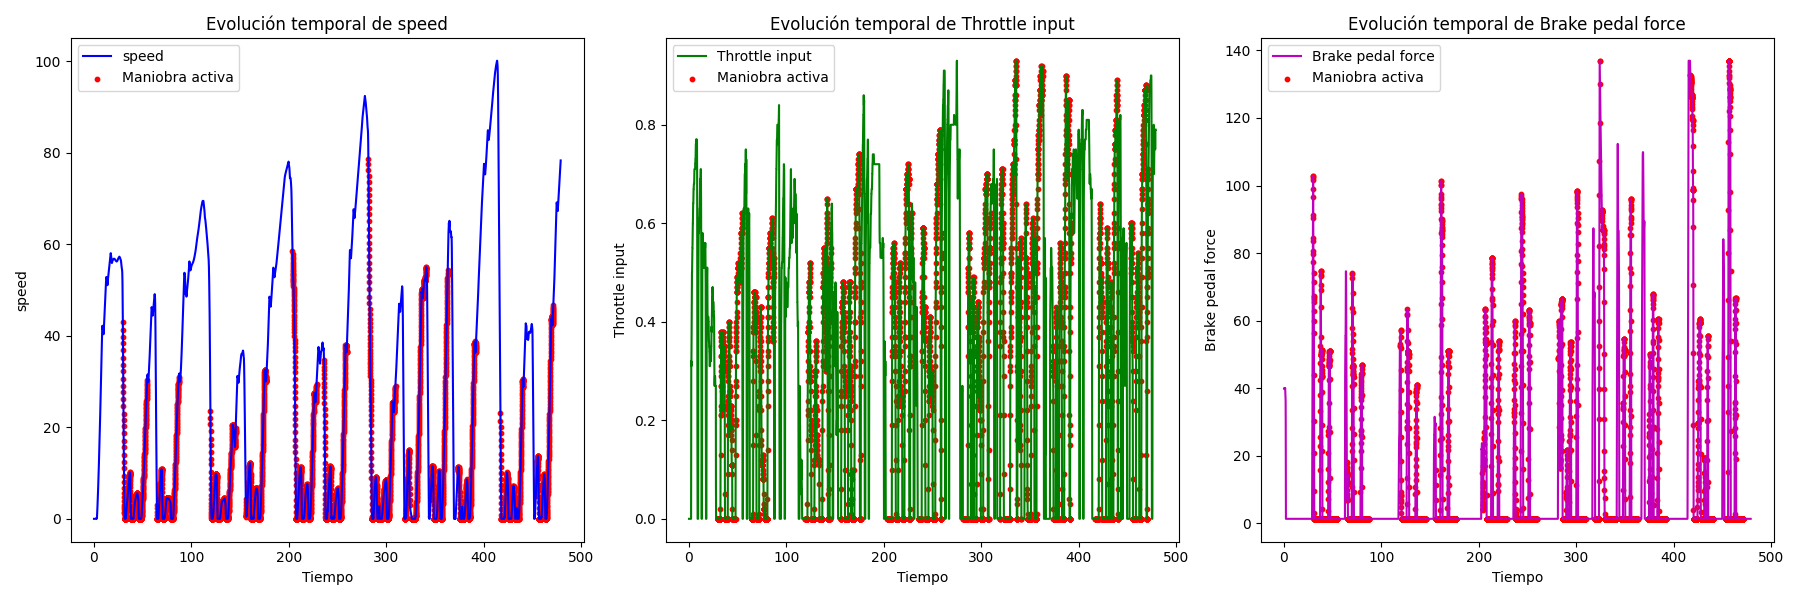 Evolución temporal de speed
speed
Maniobra activa
100
80
60
40
20
0
speed
0
100
200
300
400
500
Tiempo
Evolución temporal de Throttle input
Throttle input
Maniobra activa
0.8
0.6
0.4
0.2
0.0
Throttle input
0
100
200
300
400
500
Tiempo
Evolución temporal de Brake pedal force
Brake pedal force
Maniobra activa
140
120
100
80
60
40
20
0
Brake pedal force
0
100
200
300
400
500
Tiempo